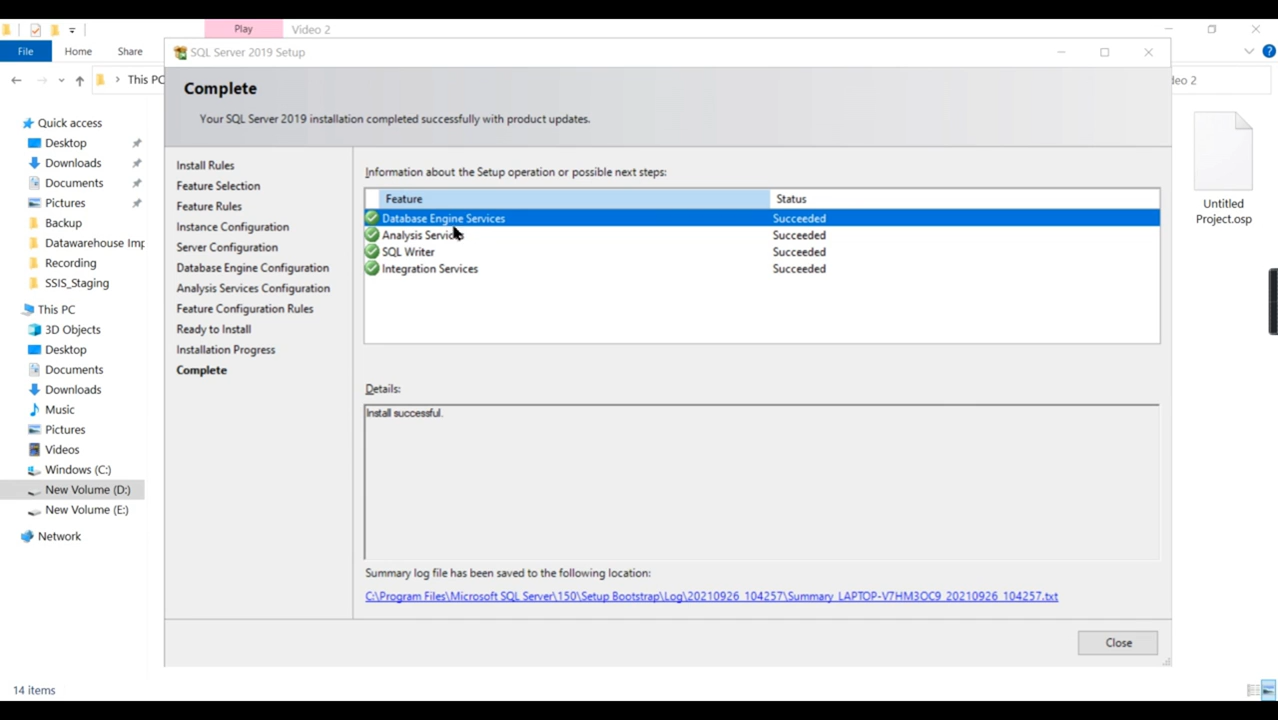 Play
Video 2
File
Home
Share
This PC
deo 2
SQL Server 2019 Setup
Complete
Your SQL Server 2019 installation completed successfully with product updates.
Quick access
Desktop
Downloads
Documents
Pictures
Backup
Datawarehouse Imp
Recording
SSIS_Staging
This PC
3D Objects
Desktop
Documents
Downloads
Music
Pictures
Videos
Windows (C:)
New Volume (D:)
New Volume (E:)
Network
14 items
Install Rules
Feature Selection
Feature Rules
Instance Configuration
Server Configuration
Database Engine Configuration
Analysis Services Configuration
Feature Configuration Rules
Ready to Install
Installation Progress
Complete
Information about the Setup operation or possible next steps:
Feature Status
Database Engine Services Succeeded
Analysis Services Succeeded
SQL Writer Succeeded
Integration Services Succeeded
Details:
Install successful.
Summary log file has been saved to the following location:
C:\Program Files\Microsoft SQL Server\150\Setup Bootstrap\Log\20210926_104257\Summary_LAPTOP-V7HM3OC9_20210926_104257.txt
Close
Untitled
Project.osp